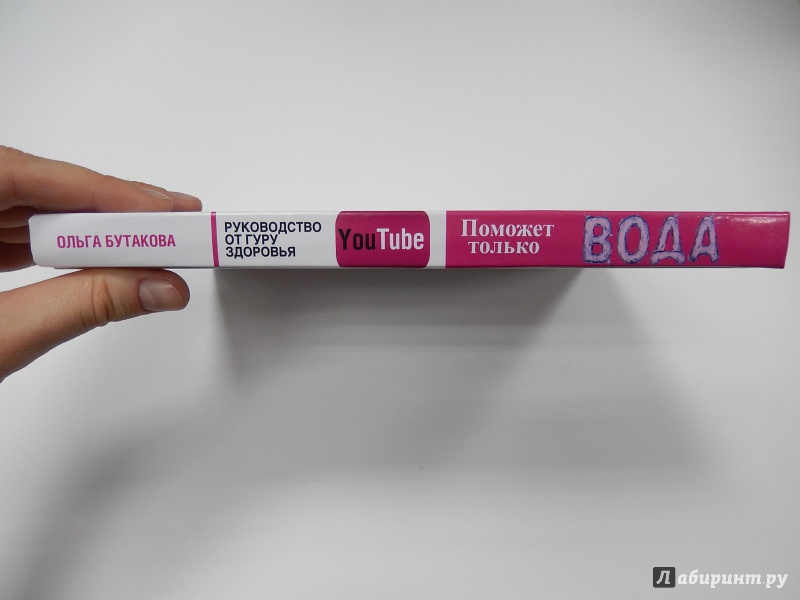 ОЛЬГА БУТАКОВА
РУКОВОДСТВО
ОТ ГУРУ
ЗДОРОВЬЯ
YouTube
Поможет
только
ВОДА
Лабиринт.ру